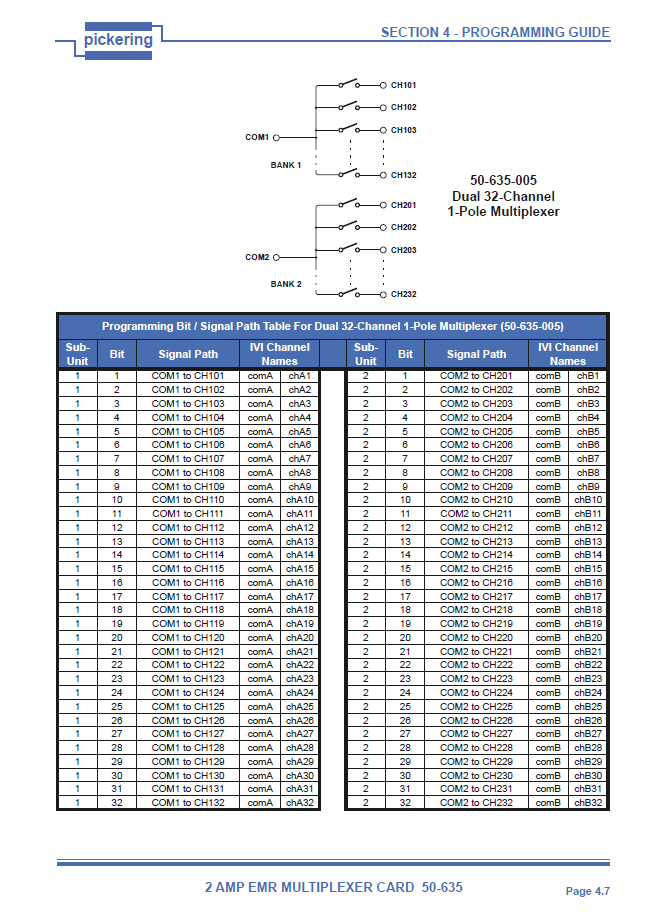 pickering
SECTION 4 - PROGRAMMING GUIDE
CH101
CH102
CH103
COM1
BANK 1
CH132
CH201
CH202
CH203
COM2
BANK 2
CH232
50-635-005
Dual 32-Channel
1-Pole Multiplexer
Programming Bit / Signal Path Table For Dual 32-Channel 1-Pole Multiplexer (50-635-005)
Sub-Unit Bit Signal Path IVI Channel Names Sub-Unit Bit Signal Path IVI Channel Names
1 1 COM1 to CH101 comA chA1 2 1 COM2 to CH201 comB chB1
1 2 COM1 to CH102 comA chA2 2 2 COM2 to CH202 comB chB2
1 3 COM1 to CH103 comA chA3 2 3 COM2 to CH203 comB chB3
1 4 COM1 to CH104 comA chA4 2 4 COM2 to CH204 comB chB4
1 5 COM1 to CH105 comA chA5 2 5 COM2 to CH205 comB chB5
1 6 COM1 to CH106 comA chA6 2 6 COM2 to CH206 comB chB6
1 7 COM1 to CH107 comA chA7 2 7 COM2 to CH207 comB chB7
1 8 COM1 to CH108 comA chA8 2 8 COM2 to CH208 comB chB8
1 9 COM1 to CH109 comA chA9 2 9 COM2 to CH209 comB chB9
1 10 COM1 to CH110 comA chA10 2 10 COM2 to CH210 comB chB10
1 11 COM1 to CH111 comA chA11 2 11 COM2 to CH211 comB chB11
1 12 COM1 to CH112 comA chA12 2 12 COM2 to CH212 comB chB12
1 13 COM1 to CH113 comA chA13 2 13 COM2 to CH213 comB chB13
1 14 COM1 to CH114 comA chA14 2 14 COM2 to CH214 comB chB14
1 15 COM1 to CH115 comA chA15 2 15 COM2 to CH215 comB chB15
1 16 COM1 to CH116 comA chA16 2 16 COM2 to CH216 comB chB16
1 17 COM1 to CH117 comA chA17 2 17 COM2 to CH217 comB chB17
1 18 COM1 to CH118 comA chA18 2 18 COM2 to CH218 comB chB18
1 19 COM1 to CH119 comA chA19 2 19 COM2 to CH219 comB chB19
1 20 COM1 to CH120 comA chA20 2 20 COM2 to CH220 comB chB20
1 21 COM1 to CH121 comA chA21 2 21 COM2 to CH221 comB chB21
1 22 COM1 to CH122 comA chA22 2 22 COM2 to CH222 comB chB22
1 23 COM1 to CH123 comA chA23 2 23 COM2 to CH223 comB chB23
1 24 COM1 to CH124 comA chA24 2 24 COM2 to CH224 comB chB24
1 25 COM1 to CH125 comA chA25 2 25 COM2 to CH225 comB chB25
1 26 COM1 to CH126 comA chA26 2 26 COM2 to CH226 comB chB26
1 27 COM1 to CH127 comA chA27 2 27 COM2 to CH227 comB chB27
1 28 COM1 to CH128 comA chA28 2 28 COM2 to CH228 comB chB28
1 29 COM1 to CH129 comA chA29 2 29 COM2 to CH229 comB chB29
1 30 COM1 to CH130 comA chA30 2 30 COM2 to CH230 comB chB30
1 31 COM1 to CH131 comA chA31 2 31 COM2 to CH231 comB chB31
1 32 COM1 to CH132 comA chA32 2 32 COM2 to CH232 comB chB32
2 AMP EMR MULTIPLEXER CARD 50-635
Page 4.7